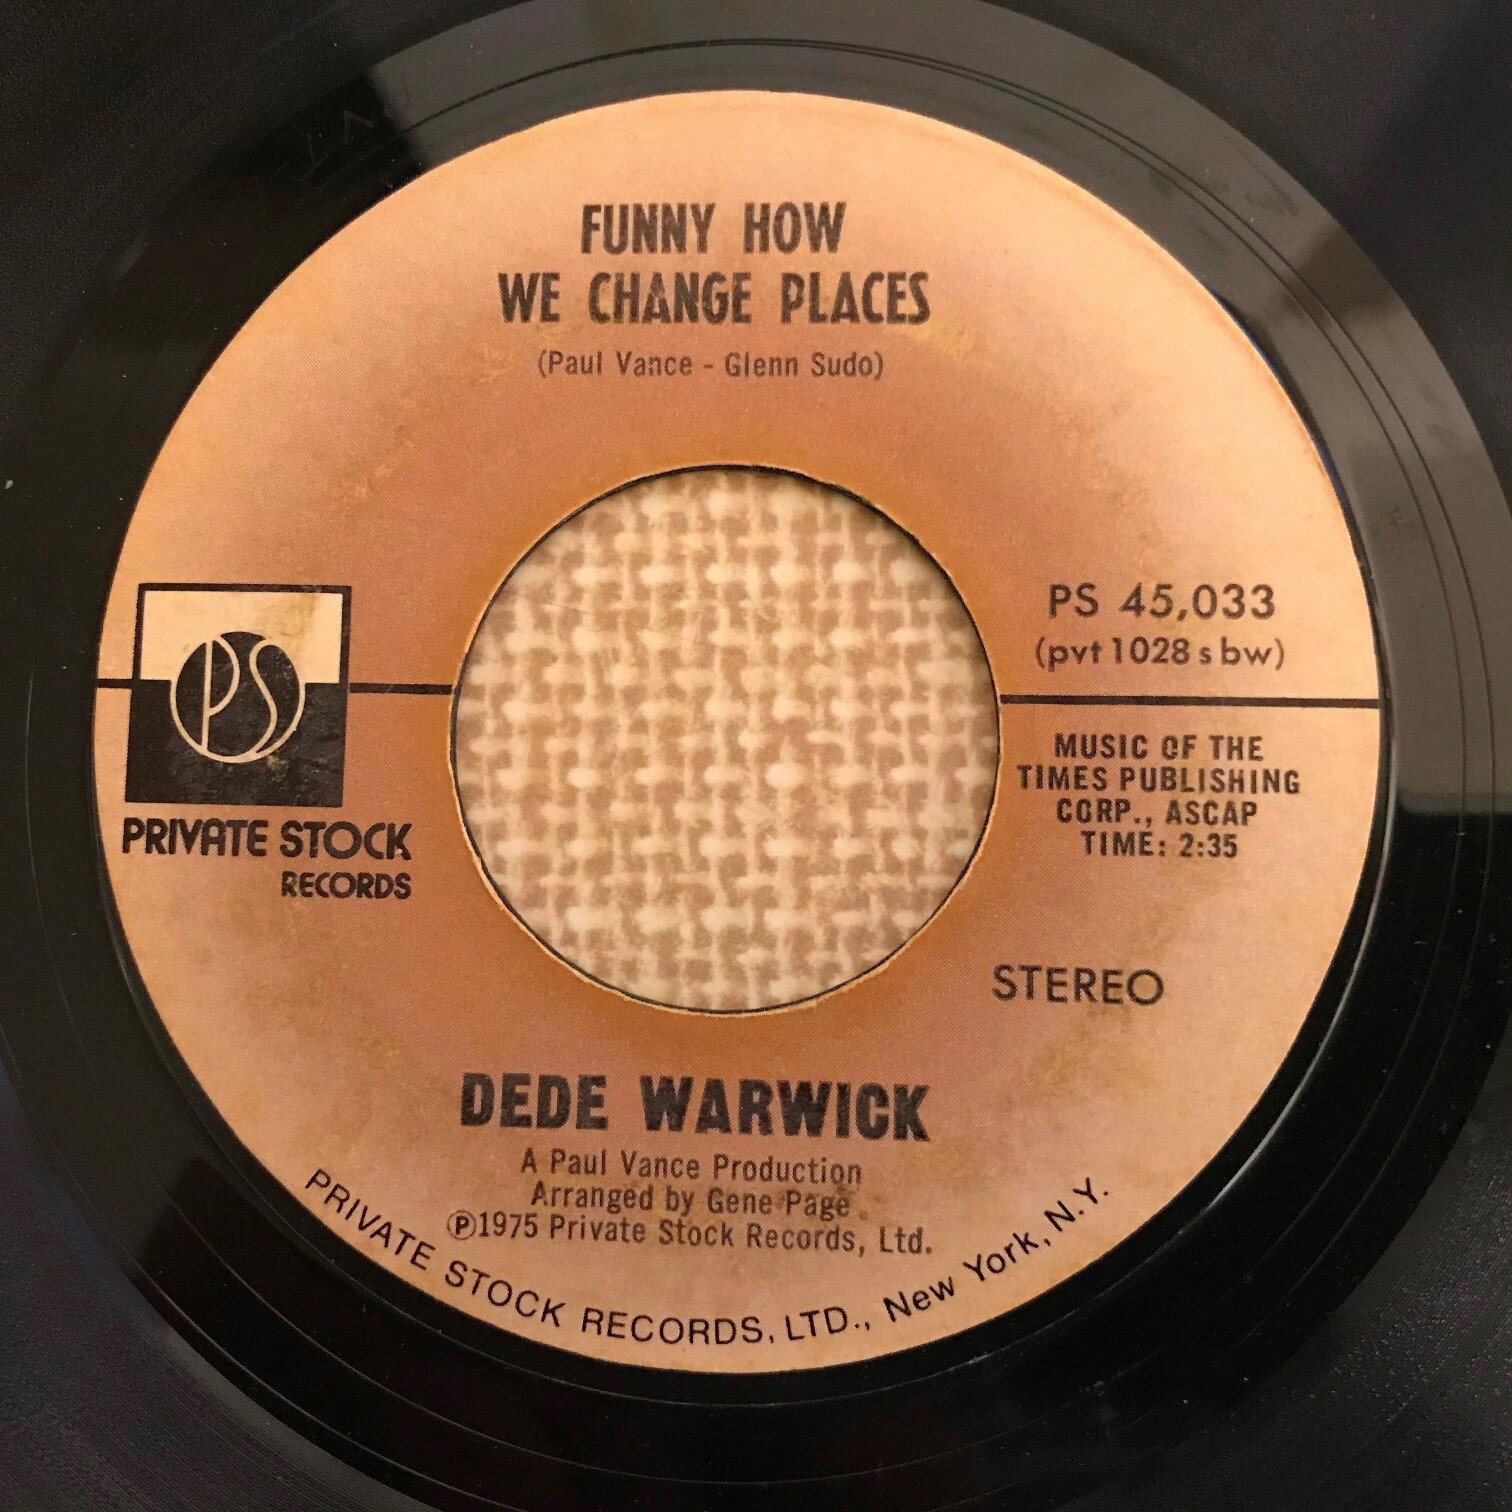 FUNNY HOW
WE CHANGE PLACES
(Paul Vance - Glenn Sudo)
PS
PRIVATE STOCK
RECORDS
PS 45,033
(pvt 1028 s bw)
MUSIC OF THE
TIMES PUBLISHING
CORP., ASCAP
TIME: 2:35
STEREO
DEDE WARWICK
A Paul Vance Production
Arranged by Gene Page
Ⓟ1975 Private Stock Records, Ltd.
PRIVATE STOCK RECORDS, LTD., New York, N.Y.